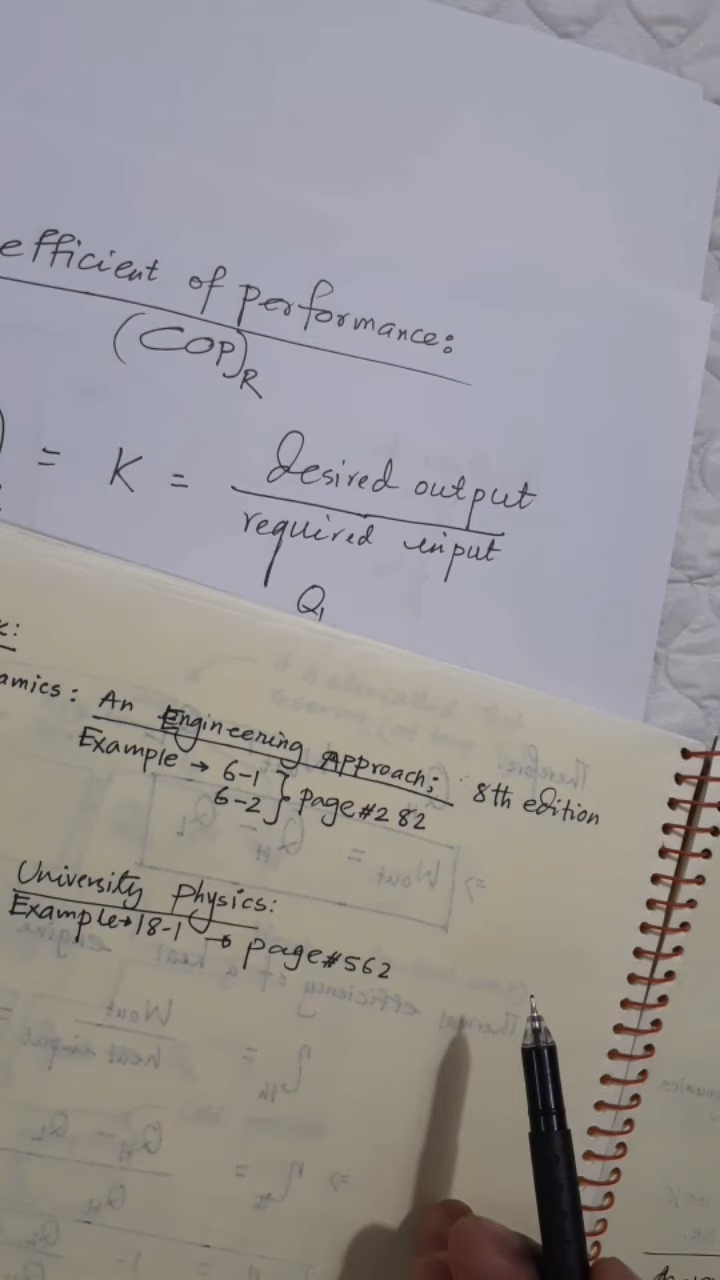 efficient of performance:
(COP)R
= K = desired output
required input
Q
amics: An Engineering Approach; 8th edition
Example → 6-1
6-2 } page#282
University Physics:
Example→18-1 → page#562